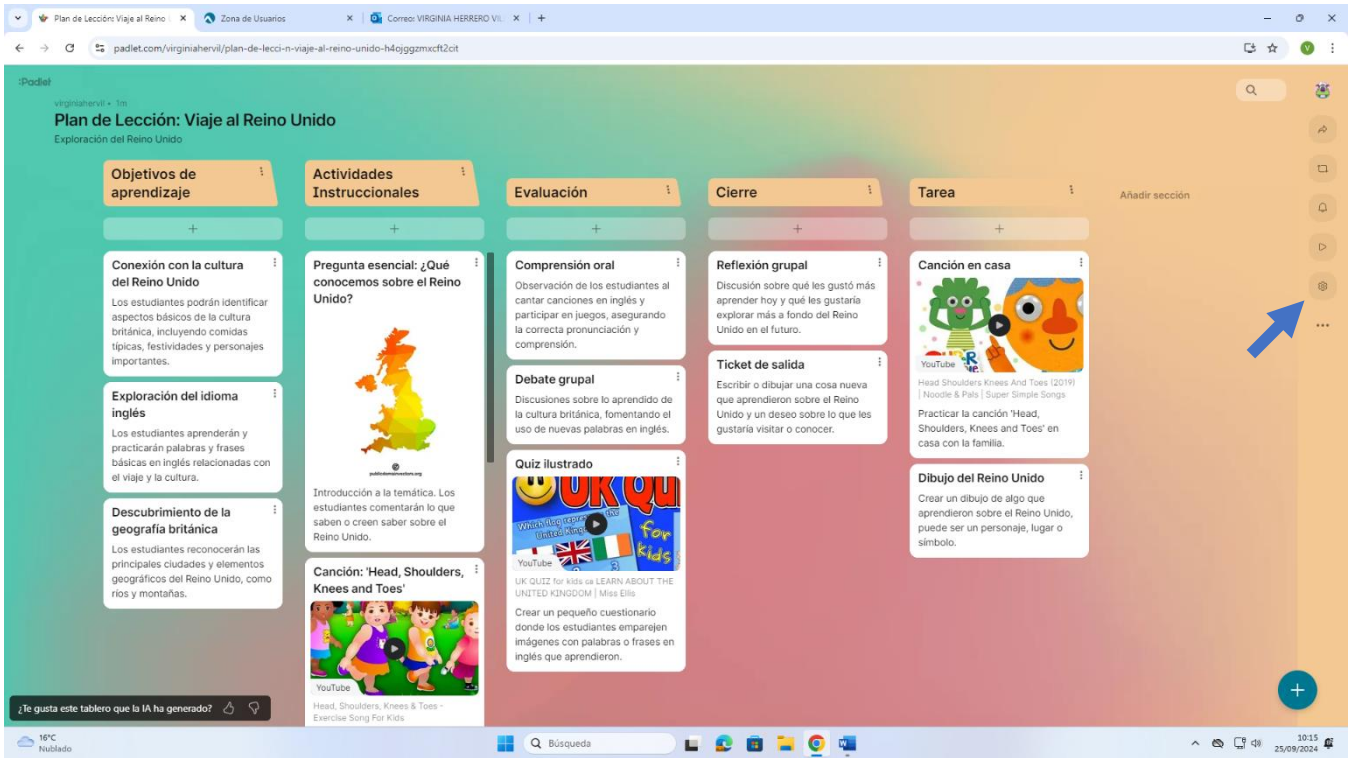 Plan de Lección: Viaje al Reino
Zona de Usuarios
Correo: VIRGINIA HERRERO VIL
padlet.com/virginiahervil/plan-de-lecci-n-viaje-al-reino-unido-h4ojggzmxcft2cit
V
:Padlet
virginiahervil • 1m
Plan de Lección: Viaje al Reino Unido
Exploración del Reino Unido
Objetivos de
aprendizaje
Conexión con la cultura
del Reino Unido
Los estudiantes podrán identificar
aspectos básicos de la cultura
británica, incluyendo comidas
típicas, festividades y personajes
importantes.
Exploración del idioma
inglés
Los estudiantes aprenderán y
practicarán palabras y frases
básicas en inglés relacionadas con
el viaje y la cultura.
Descubrimiento de la
geografía británica
Los estudiantes reconocerán las
principales ciudades y elementos
geográficos del Reino Unido, como
ríos y montañas.
Actividades
Instruccionales
Pregunta esencial: ¿Qué
conocemos sobre el Reino
Unido?
publicdomainvectors.org
Introducción a la temática. Los
estudiantes comentarán lo que
saben o creen saber sobre el
Reino Unido.
Canción: 'Head, Shoulders,
Knees and Toes'
YouTube
Head, Shoulders, Knees & Toes -
Exercise Song For Kids
Evaluación
Comprensión oral
Observación de los estudiantes al
cantar canciones en inglés y
participar en juegos, asegurando
la correcta pronunciación y
comprensión.
Debate grupal
Discusiones sobre lo aprendido de
la cultura británica, fomentando el
uso de nuevas palabras en inglés.
Quiz ilustrado
UK QU
Which flag represents the
United Kingdom
for
kids
2
3
YouTube
UK QUIZ for kids LEARN ABOUT THE
UNITED KINGDOM | Miss Ellis
Crear un pequeño cuestionario
donde los estudiantes emparejen
imágenes con palabras o frases en
inglés que aprendieron.
Cierre
Reflexión grupal
Discusión sobre qué les gustó más
aprender hoy y qué les gustaría
explorar más a fondo del Reino
Unido en el futuro.
Ticket de salida
Escribir o dibujar una cosa nueva
que aprendieron sobre el Reino
Unido y un deseo sobre lo que les
gustaría visitar o conocer.
Tarea
Canción en casa
YouTube
Head Shoulders Knees And Toes (2019)
| Noodle & Pals | Super Simple Songs
Practicar la canción 'Head,
Shoulders, Knees and Toes' en
casa con la familia.
Dibujo del Reino Unido
Crear un dibujo de algo que
aprendieron sobre el Reino Unido,
puede ser un personaje, lugar o
símbolo.
Añadir sección
¿Te gusta este tablero que la IA ha generado?
16°C
Nublado
Búsqueda
10:15
25/09/2024